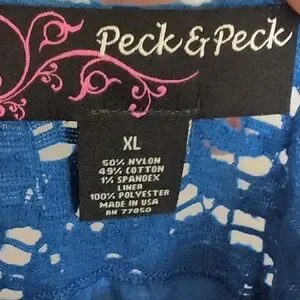 Peck & Peck
XL
50% NYLON
49% COTTON
1% SPANDEX
LINER
100% POLYESTER
MADE IN USA
RN 77050